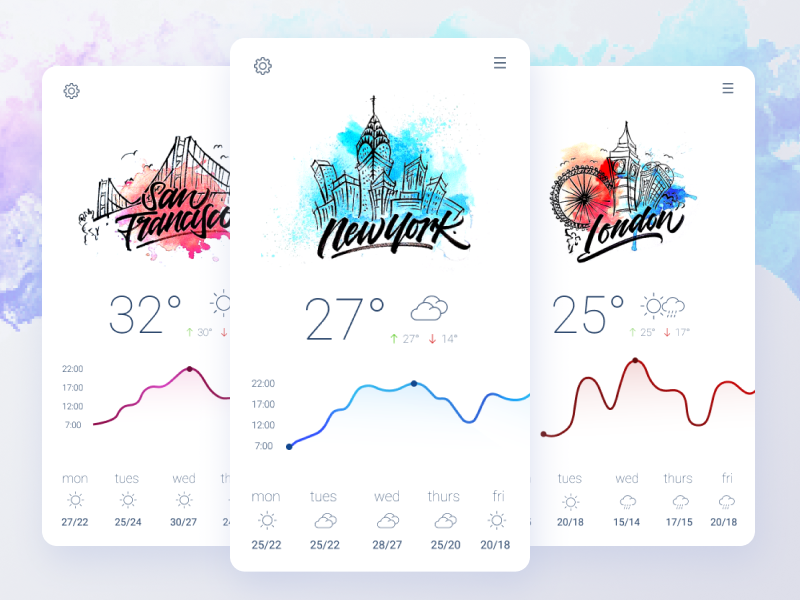 San
Francisco
32°
↑ 30° ↓
22:00
17:00
12:00
7:00
mon tues wed
27/22 25/24 30/27
New York
27°
↑ 27° ↓ 14°
22:00
17:00
12:00
7:00
mon tues wed thurs fri
25/22 25/22 28/27 25/20 20/18
London
25°
↑ 25° ↓ 17°
tues wed thurs fri
20/18 15/14 17/15 20/18